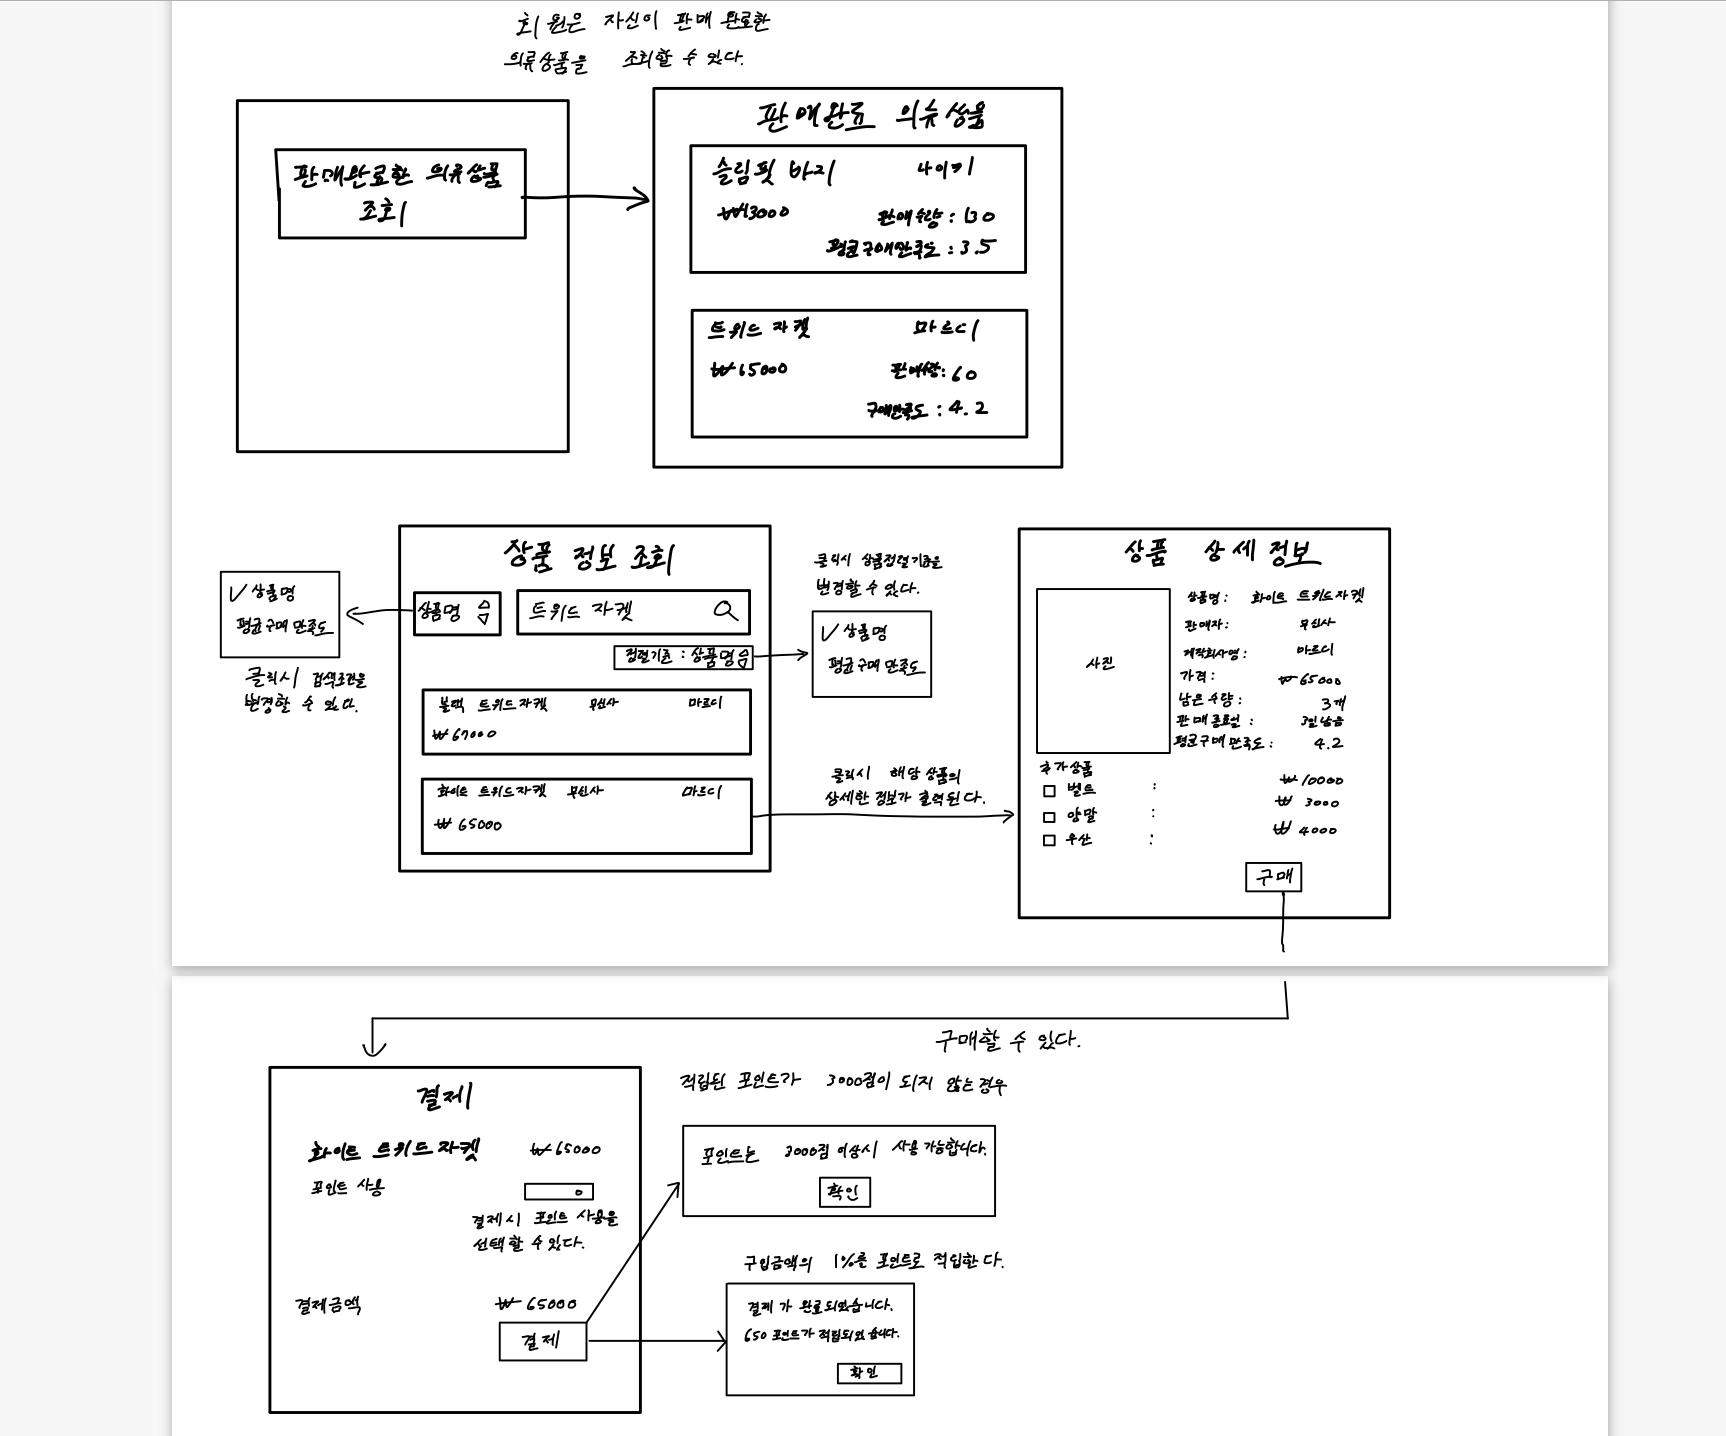 회원은 자신이 판매 완료한
의류상품을 조회할 수 있다.
판매완료한 의류상품
조회
판매완료 의류상품
슬림핏 바지 나이키
₩13000 판매수량 : 130
평균구매만족도 : 3.5
트위드 자켓 마르디
₩65000 판매수량 : 60
구매만족도 : 4.2
상품 정보 조회
상품명
트위드 자켓
정렬기준 : 상품명
✓ 상품명
평균구매 만족도
클릭시 검색조건을
변경할 수 있다.
클릭시 상품정렬기준을
변경할 수 있다.
✓ 상품명
평균구매 만족도
블랙 트위드자켓 무신사 마르디
₩67000
화이트 트위드자켓 무신사 마르디
₩65000
클릭시 해당 상품의
상세한 정보가 출력된다.
상품 상세 정보
사진
상품명 : 화이트 트위드자켓
판매자 : 무신사
제작회사명 : 마르디
가격 : ₩65000
남은 수량 : 3개
판매종료일 : 3일 남음
평균구매 만족도 : 4.2
추가상품
벨트 : ₩10000
양말 : ₩3000
우산 : ₩4000
구매
구매할 수 있다.
결제
화이트 트위드자켓 ₩65000
포인트 사용 0
결제시 포인트 사용을
선택할 수 있다.
결제금액 ₩65000
결제
적립된 포인트가 3000점이 되지 않는 경우
포인트는 3000점 이상시 사용 가능합니다.
확인
구입금액의 1%를 포인트로 적립한다.
결제가 완료되었습니다.
650 포인트가 적립되었습니다.
확인